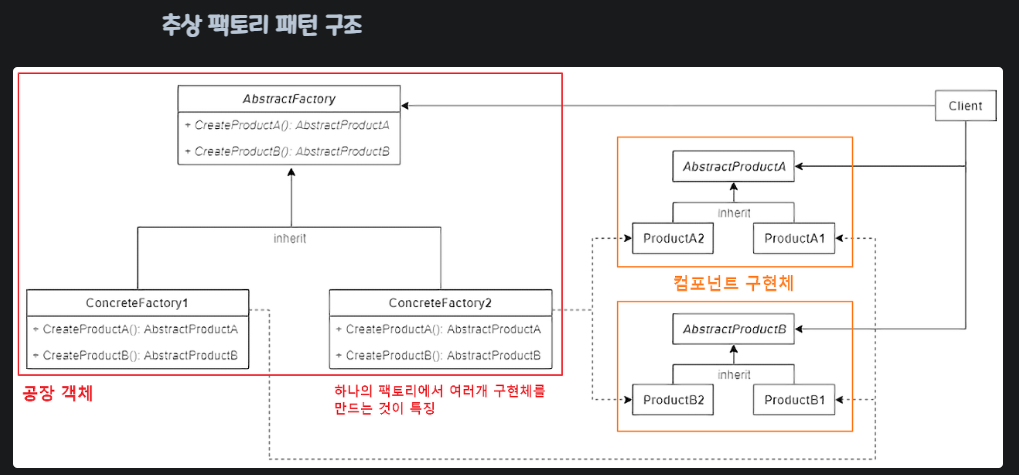 추상 팩토리 패턴 구조
AbstractFactory
+ CreateProductA(): AbstractProductA
+ CreateProductB(): AbstractProductB
Client
AbstractProductA
inherit
ProductA2
ProductA1
컴포넌트 구현체
inherit
ConcreteFactory1
+ CreateProductA(): AbstractProductA
+ CreateProductB(): AbstractProductB
ConcreteFactory2
+ CreateProductA(): AbstractProductA
+ CreateProductB(): AbstractProductB
AbstractProductB
inherit
ProductB2
ProductB1
공장 객체
하나의 팩토리에서 여러개 구현체를
만드는 것이 특징